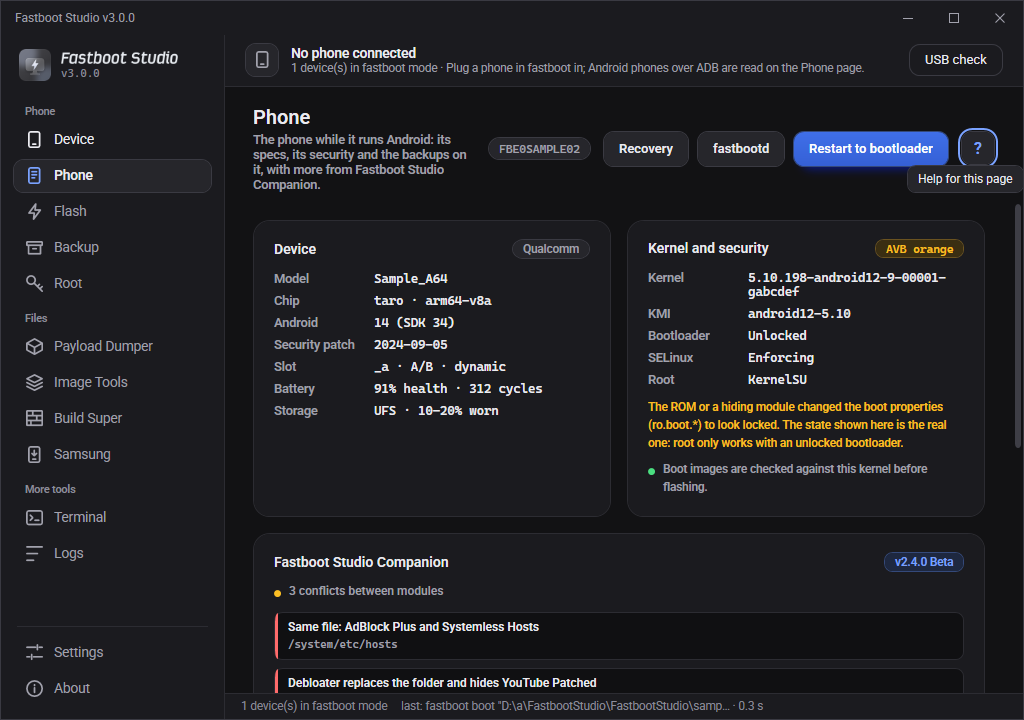 Fastboot Studio v3.0.0
Fastboot Studio
v3.0.0
Phone
Device
Phone
Flash
Backup
Root
Files
Payload Dumper
Image Tools
Build Super
Samsung
More tools
Terminal
Logs
Settings
About
No phone connected
1 device(s) in fastboot mode · Plug a phone in fastboot in; Android phones over ADB are read on the Phone page.
USB check
Phone
The phone while it runs Android: its
specs, its security and the backups on
it, with more from Fastboot Studio
Companion.
FBE0SAMPLE02
Recovery
fastbootd
Restart to bootloader
?
Help for this page
Device
Qualcomm
Model Sample_A64
Chip taro · arm64-v8a
Android 14 (SDK 34)
Security patch 2024-09-05
Slot _a · A/B · dynamic
Battery 91% health · 312 cycles
Storage UFS · 10-20% worn
Kernel and security
AVB orange
Kernel 5.10.198-android12-9-00001-
gabcdef
KMI android12-5.10
Bootloader Unlocked
SELinux Enforcing
Root KernelSU
The ROM or a hiding module changed the boot properties
(ro.boot.*) to look locked. The state shown here is the real
one: root only works with an unlocked bootloader.
Boot images are checked against this kernel before
flashing.
Fastboot Studio Companion
v2.4.0 Beta
3 conflicts between modules
Same file: AdBlock Plus and Systemless Hosts
/system/etc/hosts
Debloater replaces the folder and hides YouTube Patched
1 device(s) in fastboot mode last: fastboot boot "D:\a\FastbootStudio\FastbootStudio\samp... · 0.3 s